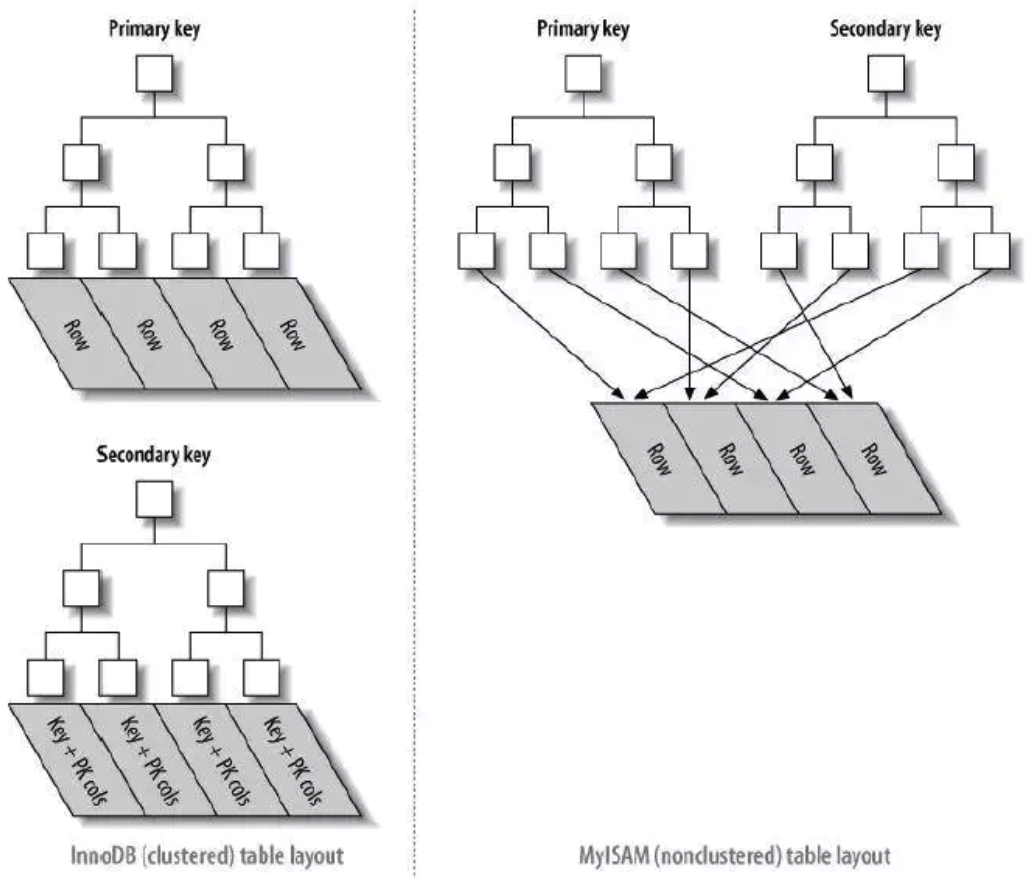 Primary key
Row
Row
Row
Row
Secondary key
Key + PK cols
Key + PK cols
Key + PK cols
Key + PK cols
InnoDB (clustered) table layout
Primary key
Secondary key
Row
Row
Row
Row
MyISAM (nonclustered) table layout